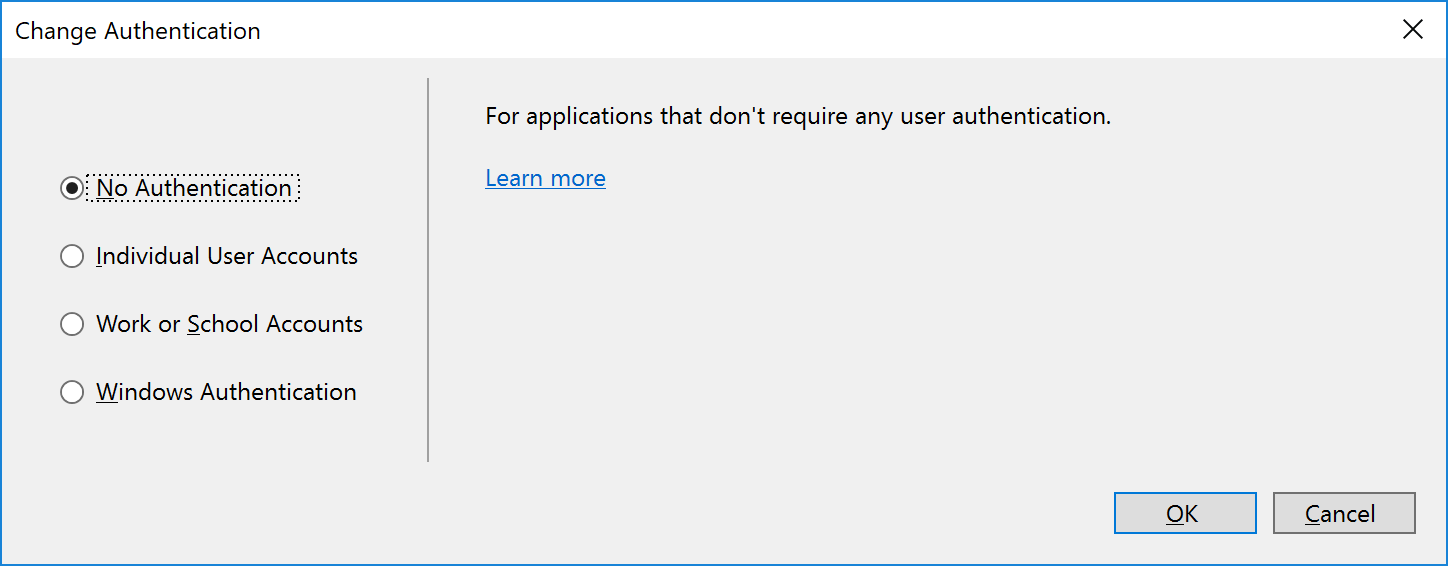 Change Authentication
No Authentication
Individual User Accounts
Work or School Accounts
Windows Authentication
For applications that don't require any user authentication.
Learn more
OK
Cancel